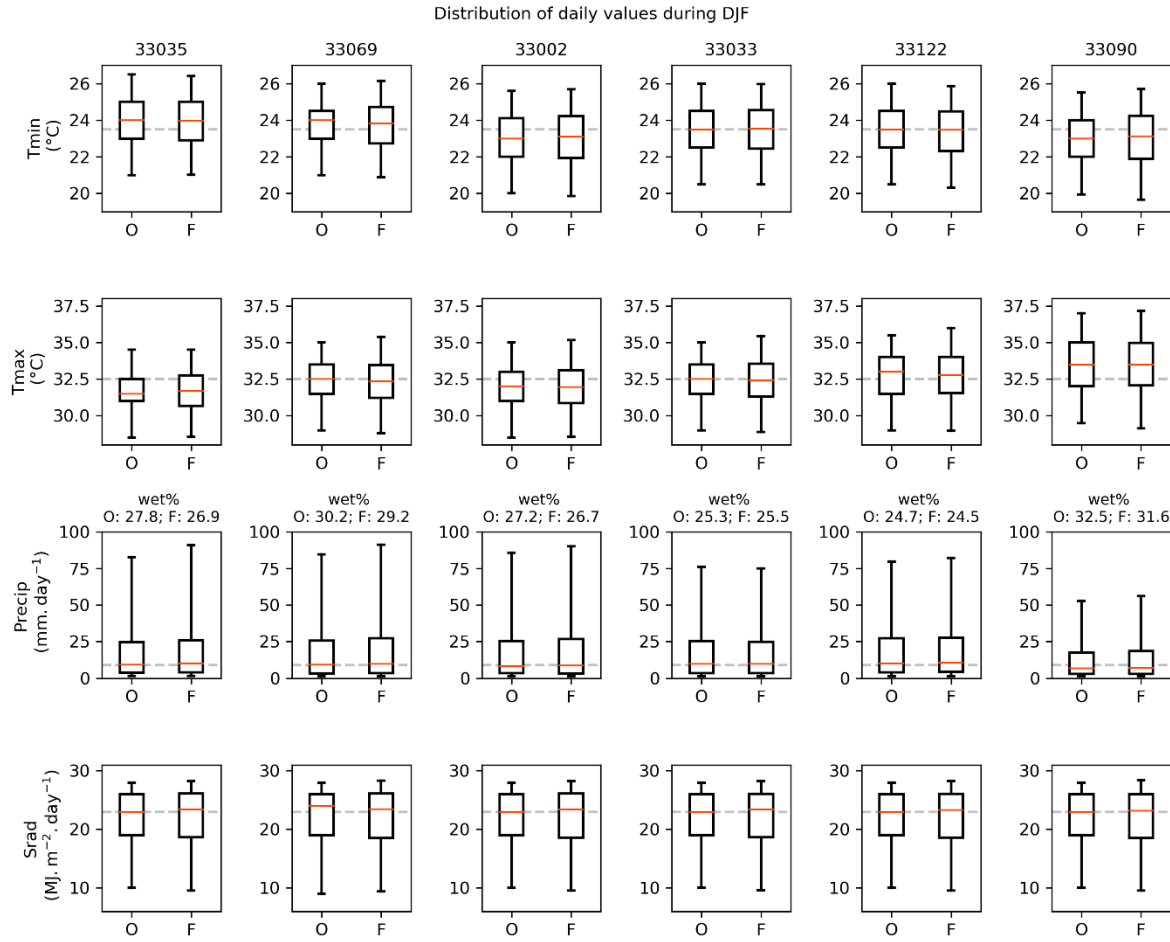 Distribution of daily values during DJF
33035 33069 33002 33033 33122 33090
Tmin
(°C)
26 26 26 26 26 26
24 24 24 24 24 24
22 22 22 22 22 22
20 20 20 20 20 20
O F O F O F O F O F O F
Tmax
(°C)
37.5 37.5 37.5 37.5 37.5 37.5
35.0 35.0 35.0 35.0 35.0 35.0
32.5 32.5 32.5 32.5 32.5 32.5
30.0 30.0 30.0 30.0 30.0 30.0
O F O F O F O F O F O F
wet% wet% wet% wet% wet% wet%
O: 27.8; F: 26.9 O: 30.2; F: 29.2 O: 27.2; F: 26.7 O: 25.3; F: 25.5 O: 24.7; F: 24.5 O: 32.5; F: 31.6
Precip
(mm. day⁻¹)
100 100 100 100 100 100
75 75 75 75 75 75
50 50 50 50 50 50
25 25 25 25 25 25
0 0 0 0 0 0
O F O F O F O F O F O F
Srad
(MJ. m⁻². day⁻¹)
30 30 30 30 30 30
20 20 20 20 20 20
10 10 10 10 10 10
O F O F O F O F O F O F